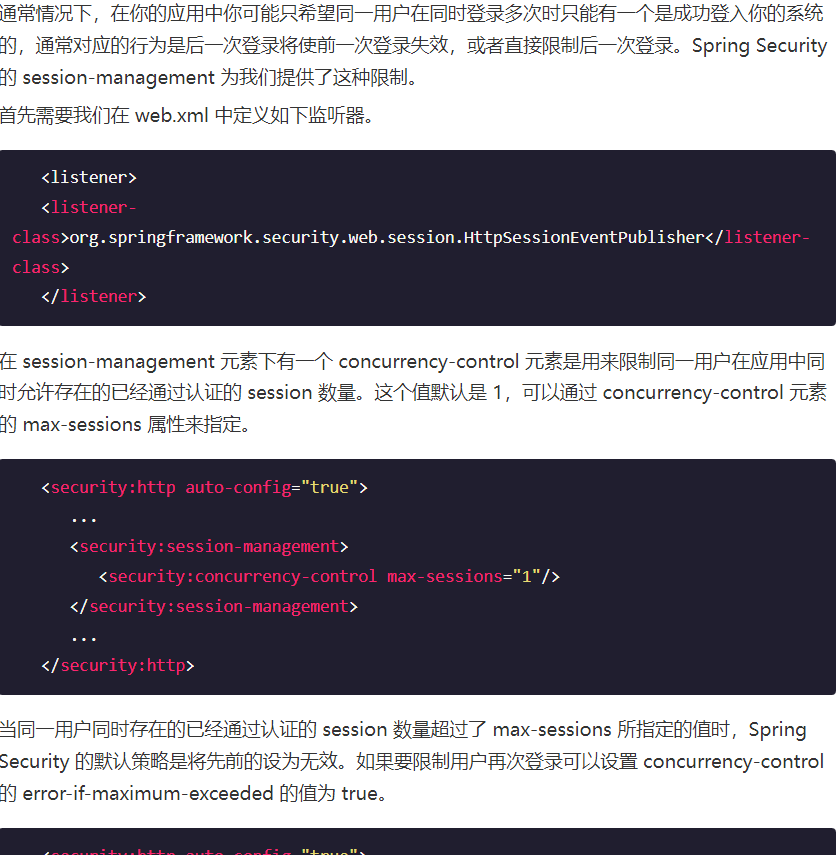 通常情况下，在你的应用中你可能只希望同一用户在同时登录多次时只能有一个是成功登入你的系统
的，通常对应的行为是后一次登录将使前一次登录失效，或者直接限制后一次登录。Spring Security
的 session-management 为我们提供了这种限制。
首先需要我们在 web.xml 中定义如下监听器。
<listener>
<listener-
class>org.springframework.security.web.session.HttpSessionEventPublisher</listener-
class>
</listener>
在 session-management 元素下有一个 concurrency-control 元素是用来限制同一用户在应用中同
时允许存在的已经通过认证的 session 数量。这个值默认是 1，可以通过 concurrency-control 元素
的 max-sessions 属性来指定。
<security:http auto-config="true">
...
<security:session-management>
<security:concurrency-control max-sessions="1"/>
</security:session-management>
...
</security:http>
当同一用户同时存在的已经通过认证的 session 数量超过了 max-sessions 所指定的值时，Spring
Security 的默认策略是将先前的设为无效。如果要限制用户再次登录可以设置 concurrency-control
的 error-if-maximum-exceeded 的值为 true。
<security:http auto-config="true">